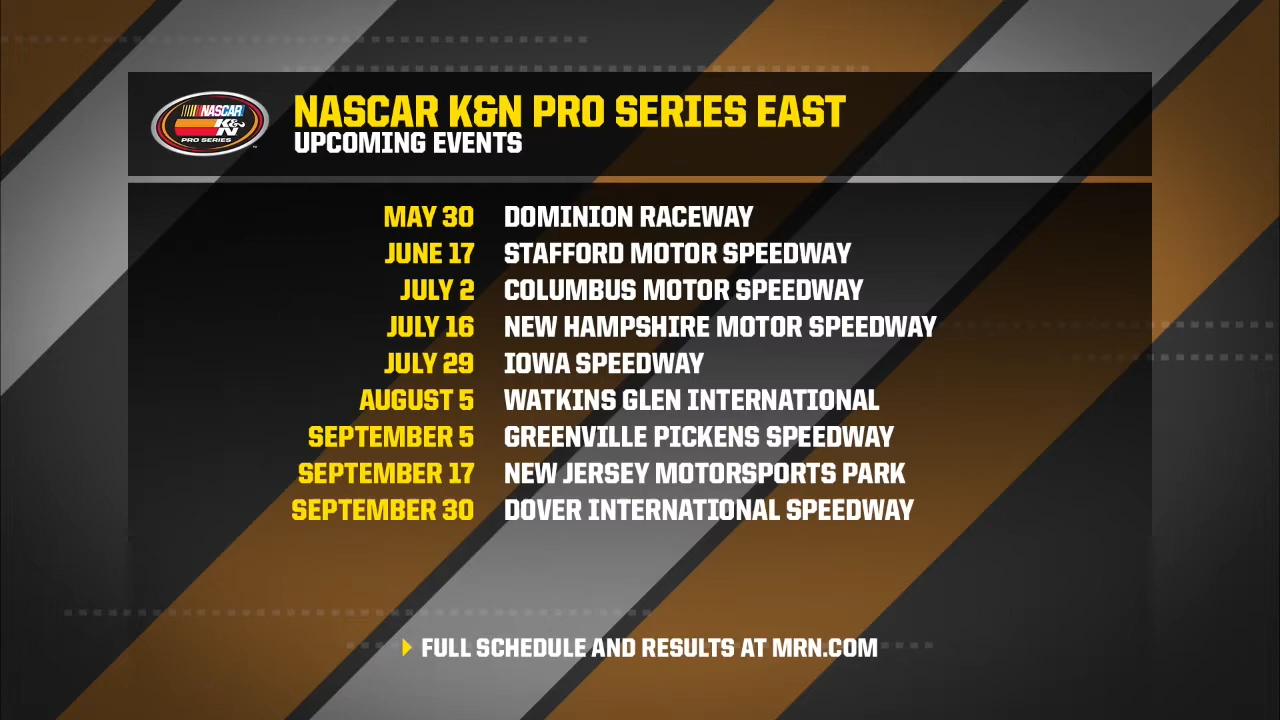 NASCAR
K&N
PRO SERIES
NASCAR K&N PRO SERIES EAST
UPCOMING EVENTS
MAY 30 DOMINION RACEWAY
JUNE 17 STAFFORD MOTOR SPEEDWAY
JULY 2 COLUMBUS MOTOR SPEEDWAY
JULY 16 NEW HAMPSHIRE MOTOR SPEEDWAY
JULY 29 IOWA SPEEDWAY
AUGUST 5 WATKINS GLEN INTERNATIONAL
SEPTEMBER 5 GREENVILLE PICKENS SPEEDWAY
SEPTEMBER 17 NEW JERSEY MOTORSPORTS PARK
SEPTEMBER 30 DOVER INTERNATIONAL SPEEDWAY
FULL SCHEDULE AND RESULTS AT MRN.COM